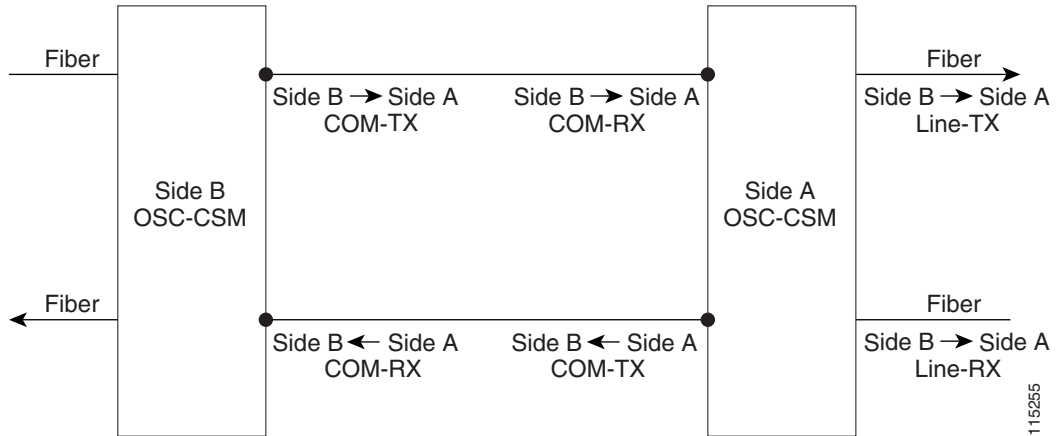 Fiber
Fiber
Side B → Side A
COM-TX
Side B → Side A
COM-RX
Side B → Side A
Line-TX
Side B
OSC-CSM
Side A
OSC-CSM
Fiber
Fiber
Side B ← Side A
COM-RX
Side B ← Side A
COM-TX
Side B → Side A
Line-RX
115255